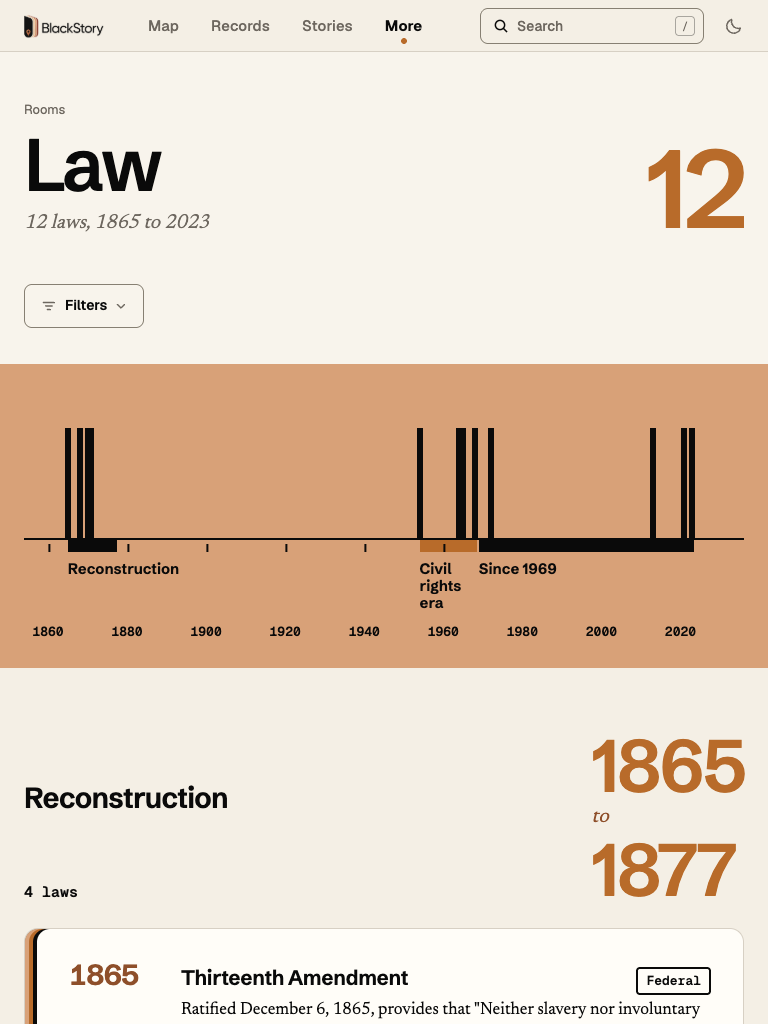 BlackStory
Map Records Stories More
Search /
Rooms
Law
12 laws, 1865 to 2023
12
Filters
Reconstruction
Civil rights era
Since 1969
1860 1880 1900 1920 1940 1960 1980 2000 2020
Reconstruction
4 laws
1865
to
1877
1865
Thirteenth Amendment
Federal
Ratified December 6, 1865, provides that "Neither slavery nor involuntary